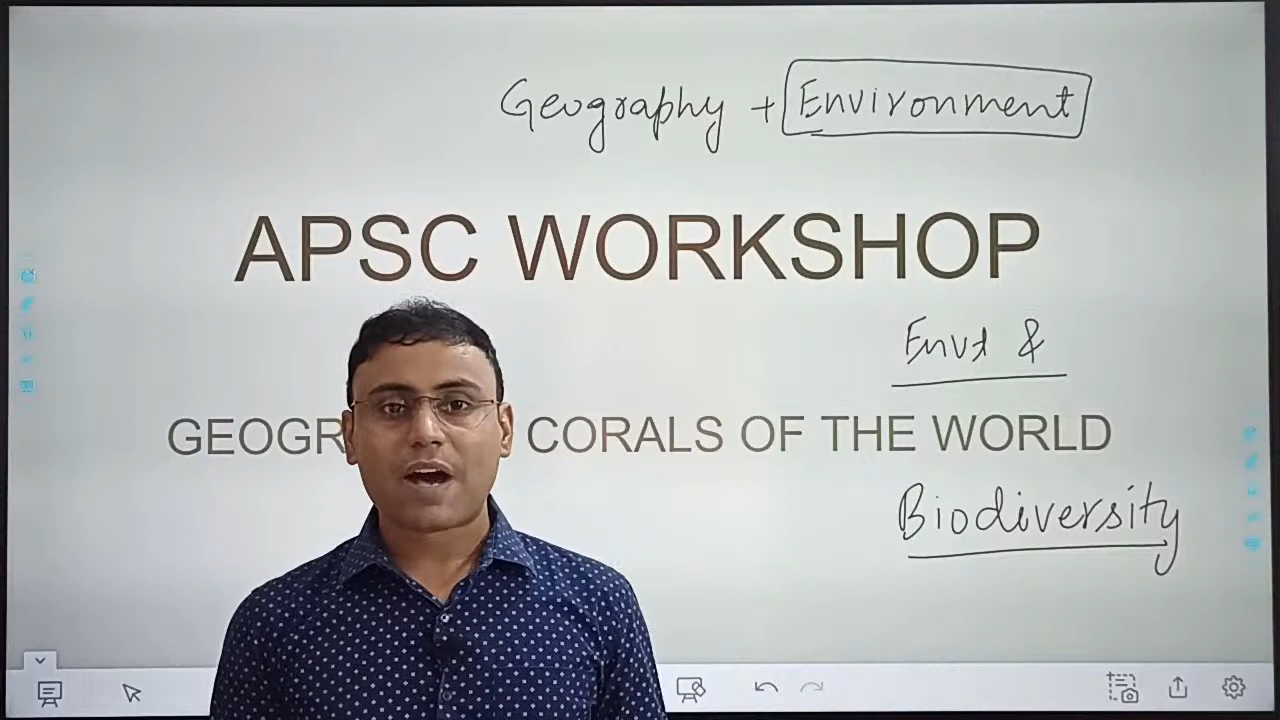 Geography + Environment
APSC WORKSHOP
Envt &
GEOGR CORALS OF THE WORLD
Biodiversity